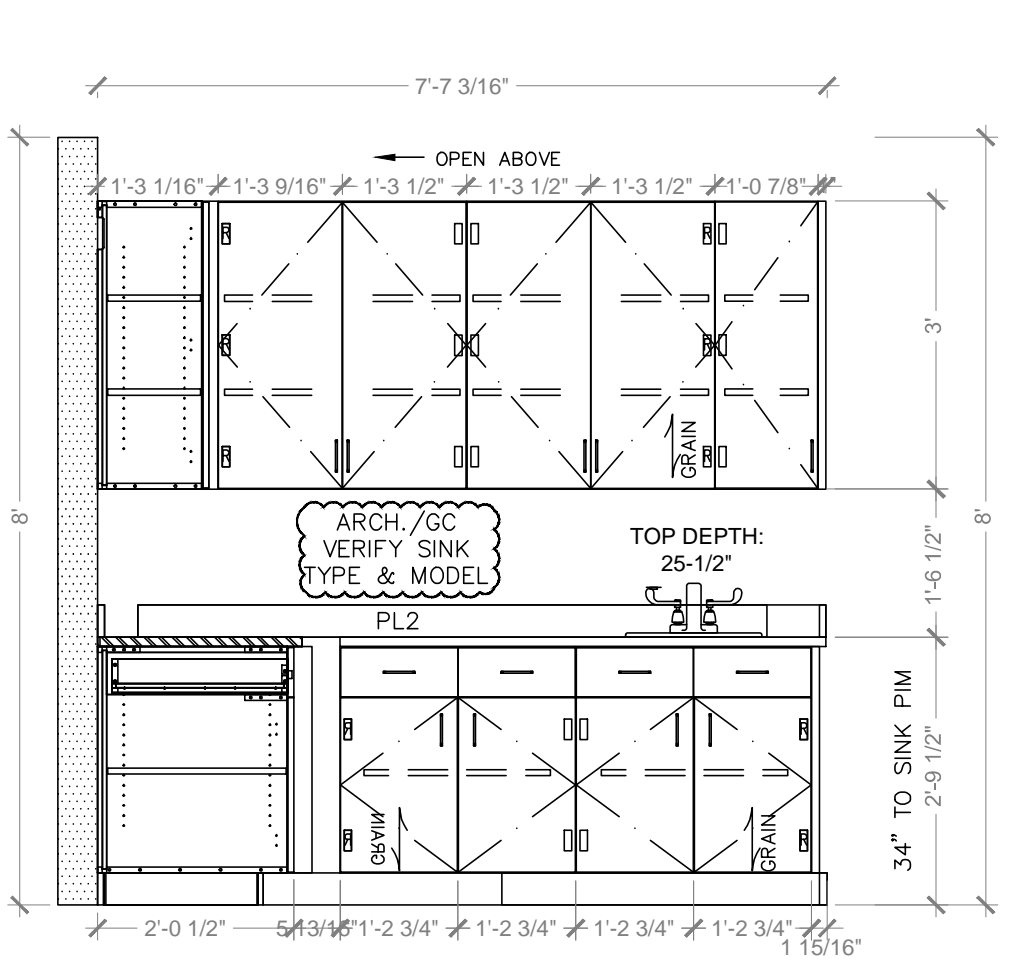 7'-7 3/16"
OPEN ABOVE
1'-3 1/16" 1'-3 9/16" 1'-3 1/2" 1'-3 1/2" 1'-3 1/2" 1'-0 7/8"
R R R R
3'
R R
GRAIN
R R
8'
8'
ARCH./GC
VERIFY SINK
TYPE & MODEL
TOP DEPTH:
25-1/2"
1'-6 1/2"
PL2
34" TO SINK PIM
2'-9 1/2"
R R
GRAIN
GRAIN
R R
2'-0 1/2" 5 13/16" 1'-2 3/4" 1'-2 3/4" 1'-2 3/4" 1'-2 3/4"
1 15/16"